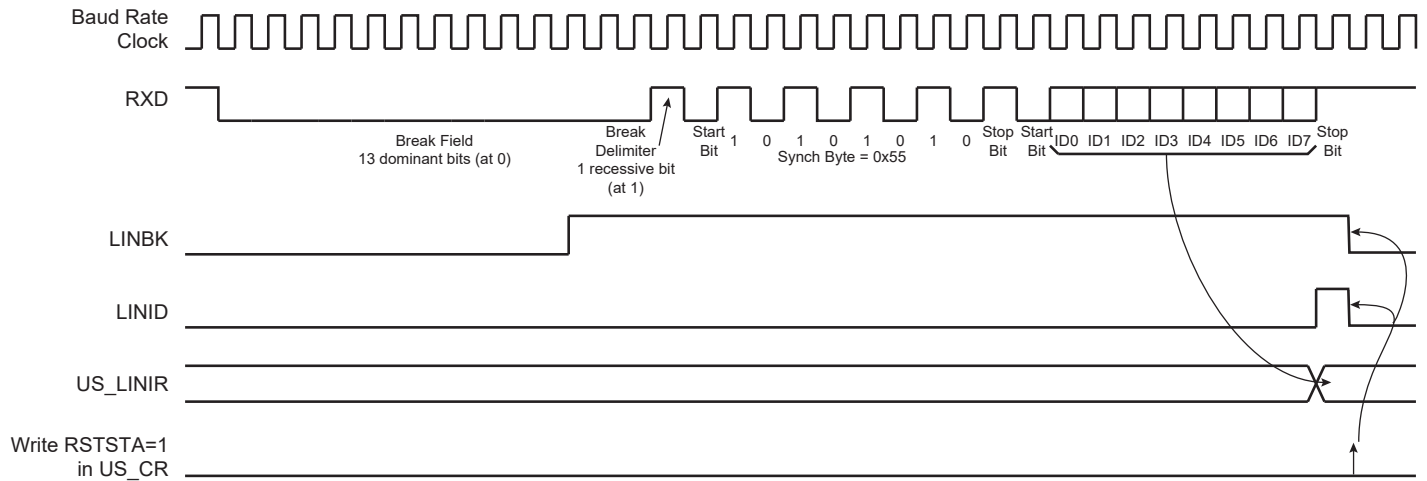 Baud Rate
Clock
RXD
Break Field
13 dominant bits (at 0)
Break
Delimiter
1 recessive bit
(at 1)
Start
Bit
1 0 1 0 1 0 1 0
Synch Byte = 0x55
Stop
Bit
Start
Bit
ID0 ID1 ID2 ID3 ID4 ID5 ID6 ID7
Stop
Bit
LINBK
LINID
US_LINIR
Write RSTSTA=1
in US_CR